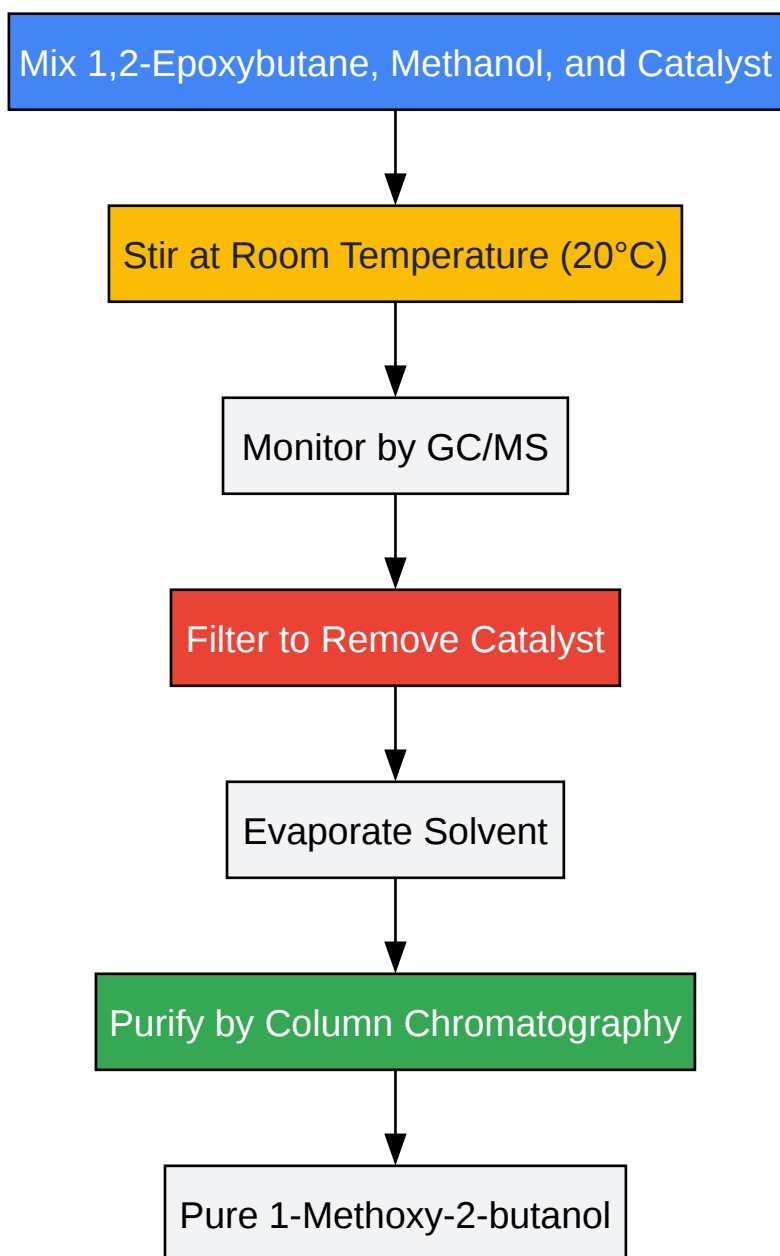 Mix 1,2-Epoxybutane, Methanol, and Catalyst
Stir at Room Temperature (20°C)
Monitor by GC/MS
Filter to Remove Catalyst
Evaporate Solvent
Purify by Column Chromatography
Pure 1-Methoxy-2-butanol